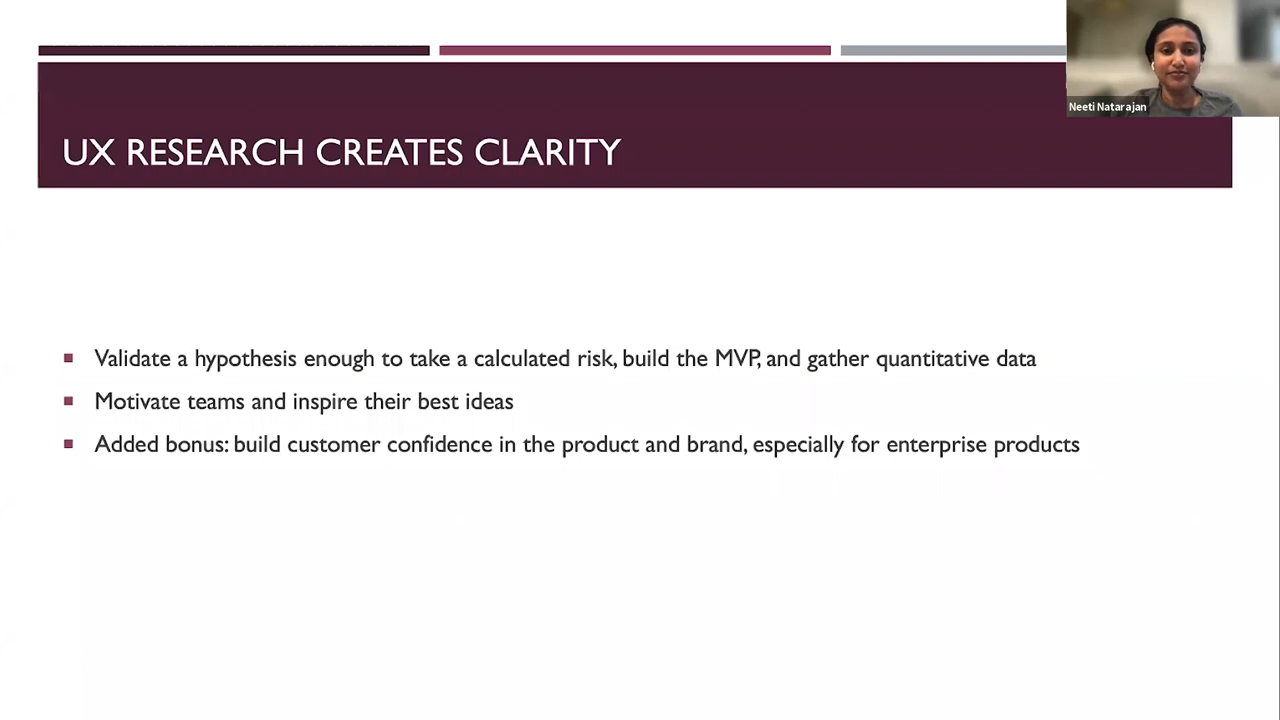 Neeti Natarajan
UX RESEARCH CREATES CLARITY
Validate a hypothesis enough to take a calculated risk, build the MVP, and gather quantitative data
Motivate teams and inspire their best ideas
Added bonus: build customer confidence in the product and brand, especially for enterprise products